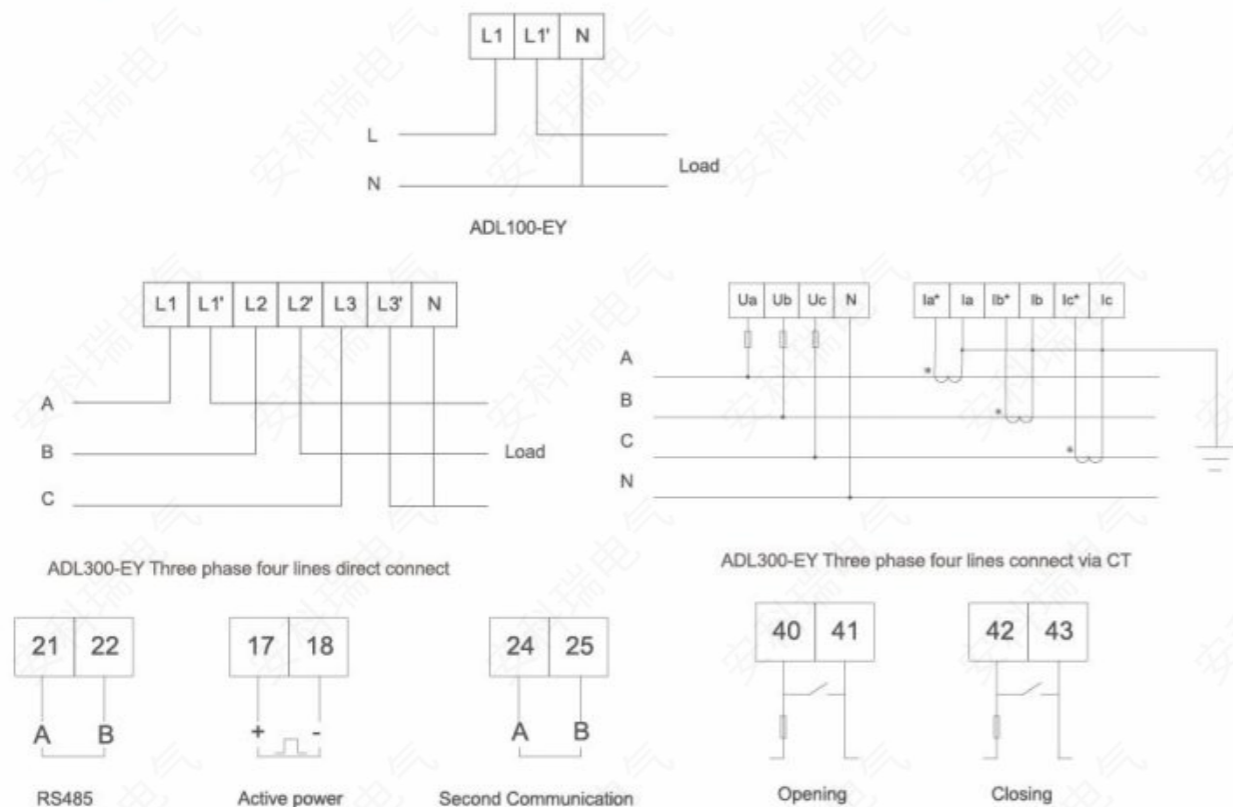 L1 L1' N
L
Load
N
ADL100-EY
L1 L1' L2 L2' L3 L3' N
A
B
Load
C
ADL300-EY Three phase four lines direct connect
Ua Ub Uc N Ia* Ia Ib* Ib Ic* Ic
A
*
B
*
C
*
N
ADL300-EY Three phase four lines connect via CT
21 22
A B
RS485
17 18
+ -
Active power
24 25
A B
Second Communication
40 41
Opening
42 43
Closing
安科瑞电气